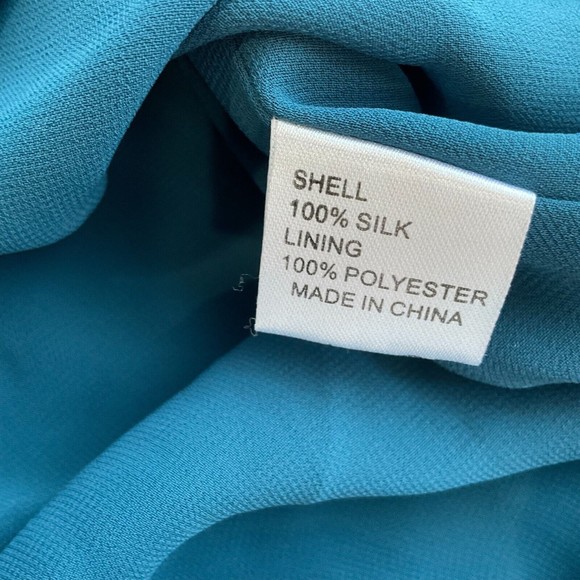 SHELL
100% SILK
LINING
100% POLYESTER
MADE IN CHINA